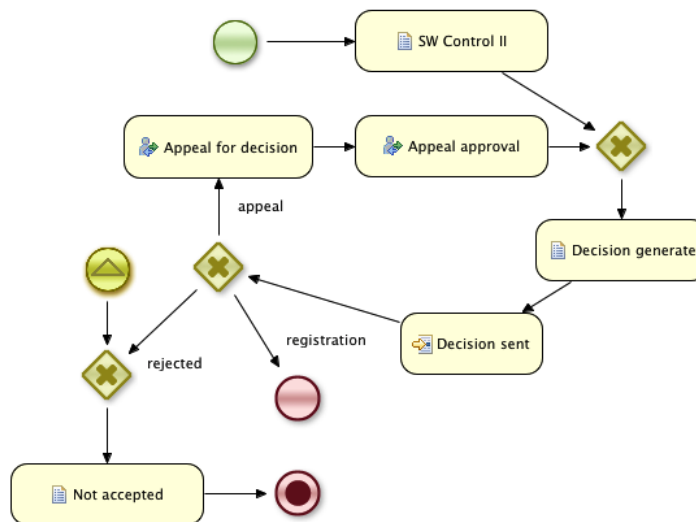 SW Control II
Appeal for decision
Appeal approval
appeal
Decision generate
registration
Decision sent
rejected
Not accepted